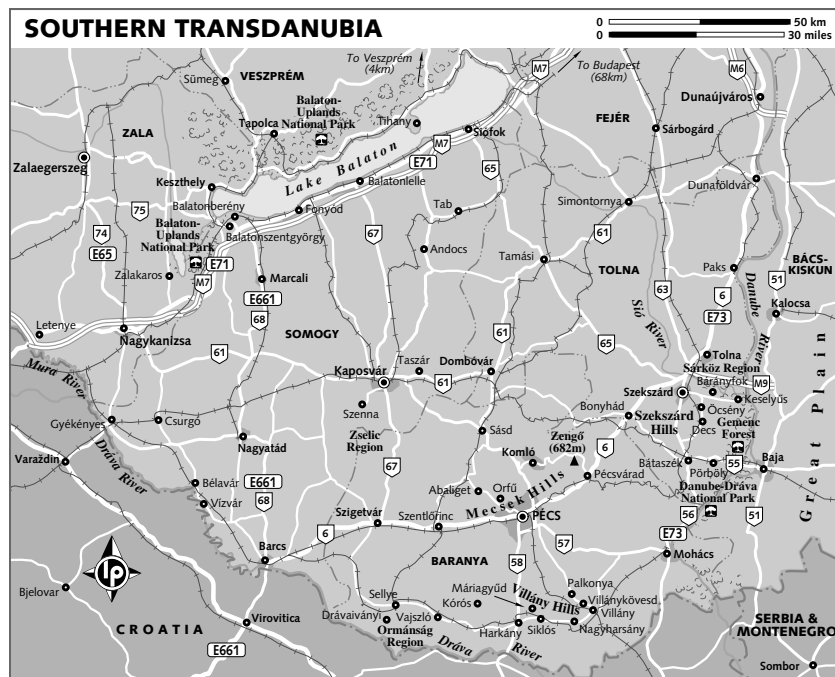 SOUTHERN TRANSDANUBIA
0 50 km
0 30 miles
To Veszprém
(4km)
To Budapest
(68km)
M7
M6
Sümeg
VESZPRÉM
Balaton-
Uplands
National Park
Tihany
Tapolca
ZALA
Siófok
FEJÉR
Dunaújváros
Sárbogárd
Zalaegerszeg
M7
E71
Lake Balaton
Keszthely
Balatonlelle
65
Dunaföldvár
Balatonberény
Fonyód
Tab
Simontornya
75
74
Balaton-
Uplands
National Park
Balatonszentgyörgy
67
61
E65
E71
Andocs
Tamási
TOLNA
Paks
BÁCS-
KISKUN
51
Zalakaros
M7
Marcali
E661
68
63
6
E73
Danube
River
Kalocsa
Sió
River
Letenye
Nagykanizsa
SOMOGY
61
61
65
Tolna
Sárköz Region
Mura River
Kaposvár
Taszár
61
Dombóvár
Bárányfok
M9
Szekszárd
Keselyűs
Szenna
Bonyhád
Öcsény
Gyékényes
Csurgó
Zselic
Region
Sásd
Zengő
(682m)
6
Szekszárd
Hills
Decs
Gemenc
Forest
Great Plain
Nagyatád
Komló
Varaždin
Dráva River
67
Bátaszék
55
Baja
Pécsvárad
Pörböly
Bélavár
E661
68
Abaliget
Orfű
Mecsek Hills
Danube-Dráva
National Park
Vízvár
Szigetvár
Szentlőrinc
PÉCS
56
51
6
57
E73
Barcs
BARANYA
58
Mohács
lp
Bjelovar
Máriagyűd
Villány Hills
Palkonya
Sellye
Kórós
Villánykövesd
Drávaiványi
Vajszló
Villány
CROATIA
Virovitica
Ormánság
Region
Harkány
Siklós
Nagyharsány
SERBIA &
MONTENEGRO
Dráva River
E661
Sombor